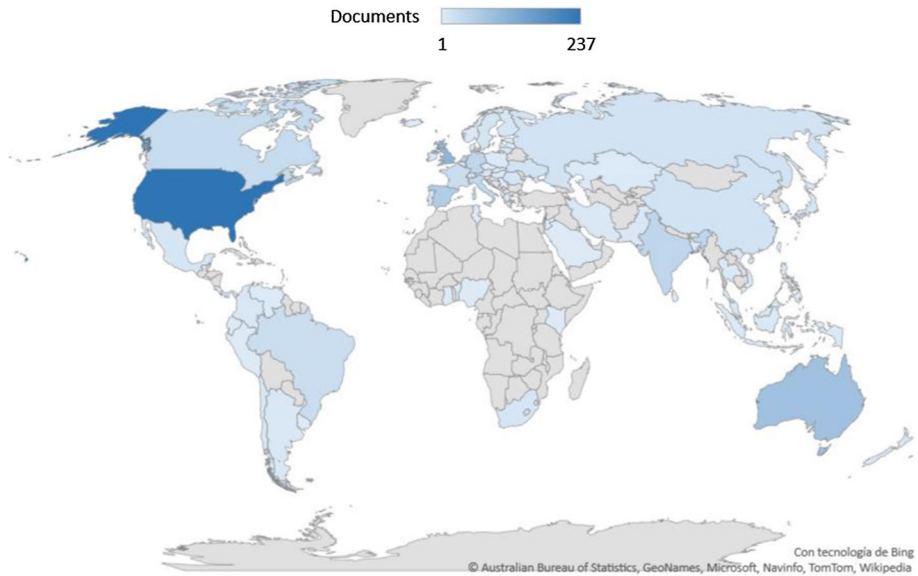 Documents
1 237
Con tecnología de Bing
© Australian Bureau of Statistics, GeoNames, Microsoft, Navinfo, TomTom, Wikipedia